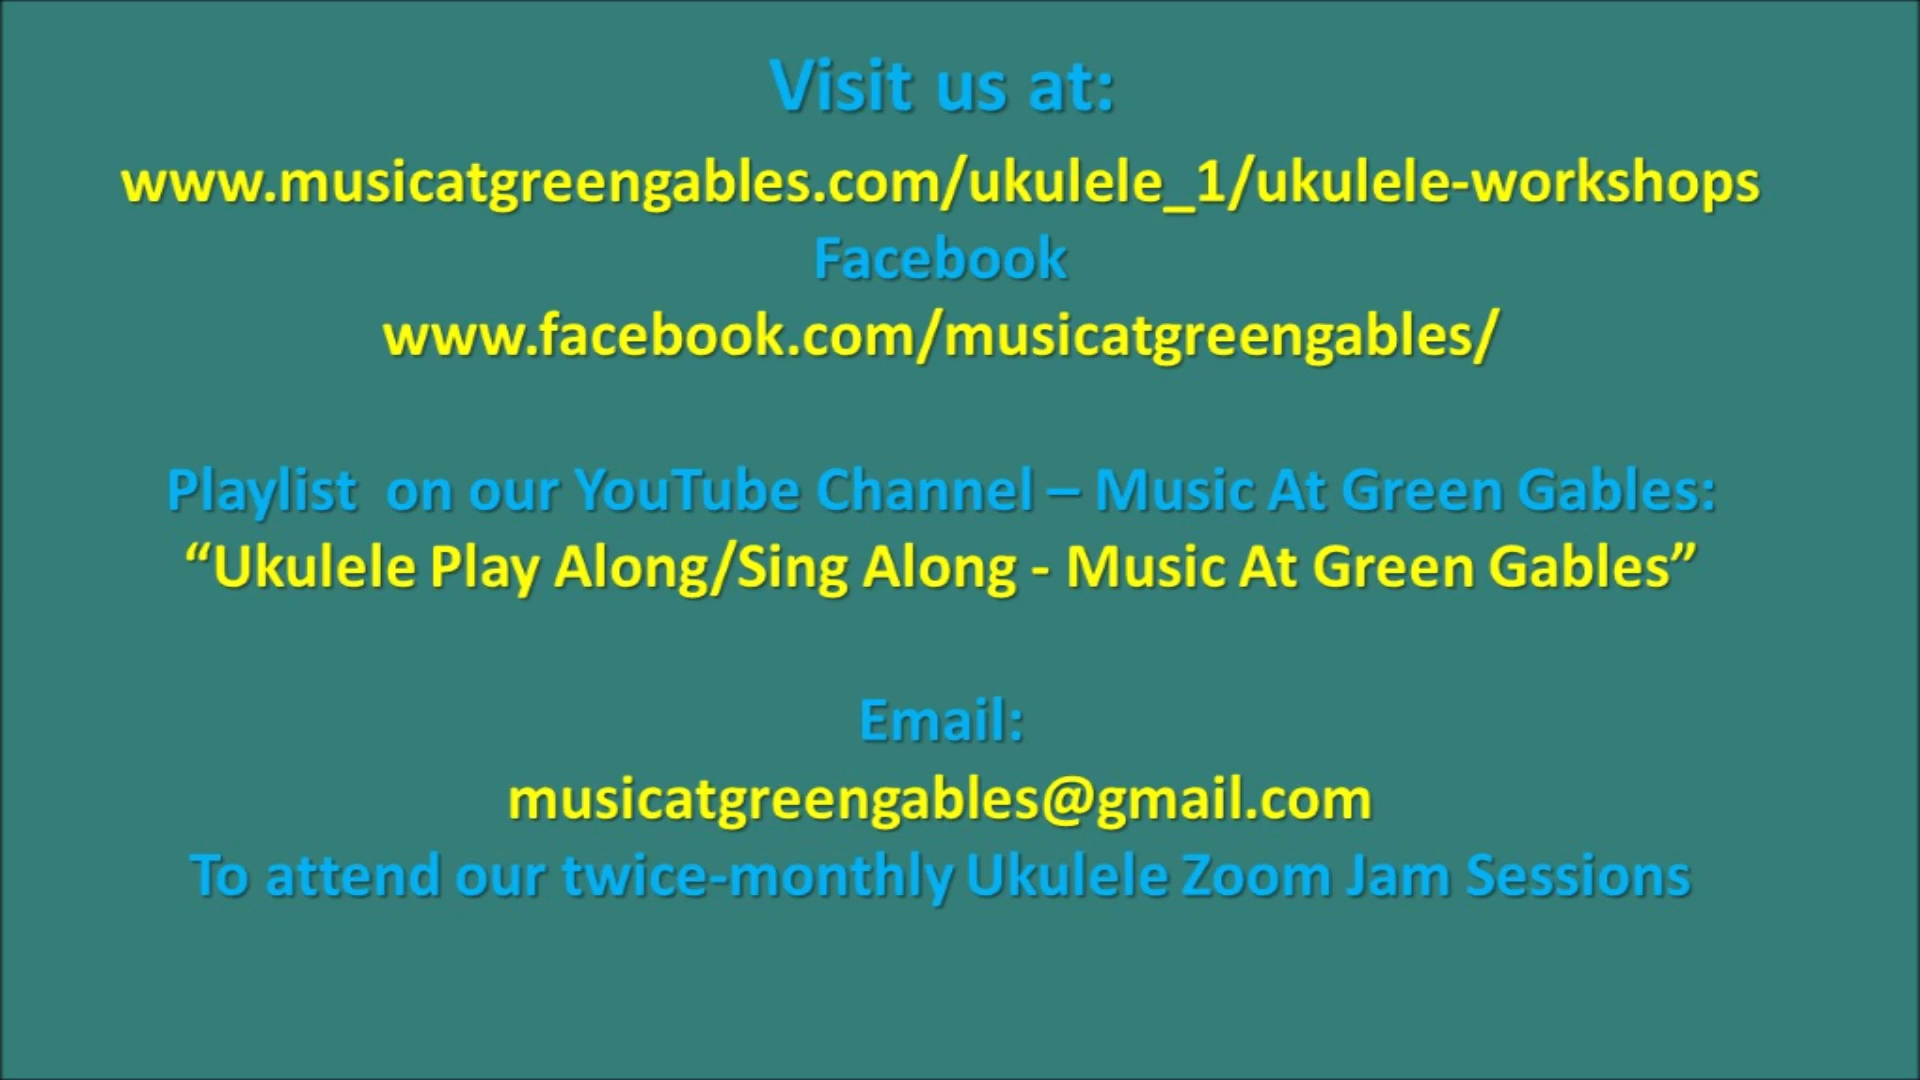 Visit us at:
www.musicatgreengables.com/ukulele_1/ukulele-workshops
Facebook
www.facebook.com/musicatgreengables/
Playlist  on our YouTube Channel – Music At Green Gables:
“Ukulele Play Along/Sing Along - Music At Green Gables”
Email:
musicatgreengables@gmail.com
To attend our twice-monthly Ukulele Zoom Jam Sessions